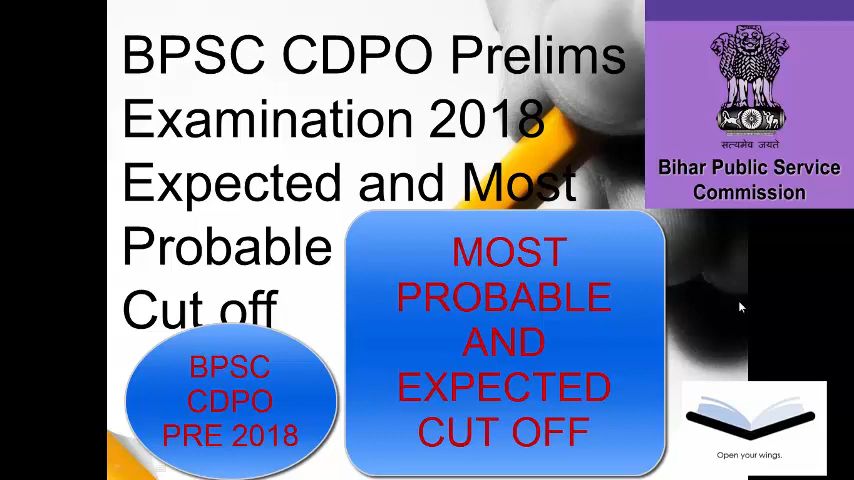 BPSC CDPO Prelims
Examination 2018
Expected and Most
Probable
Cut off
सत्यमेव जयते
Bihar Public Service
Commission
MOST
PROBABLE
AND
EXPECTED
CUT OFF
BPSC
CDPO
PRE 2018
Open your wings.